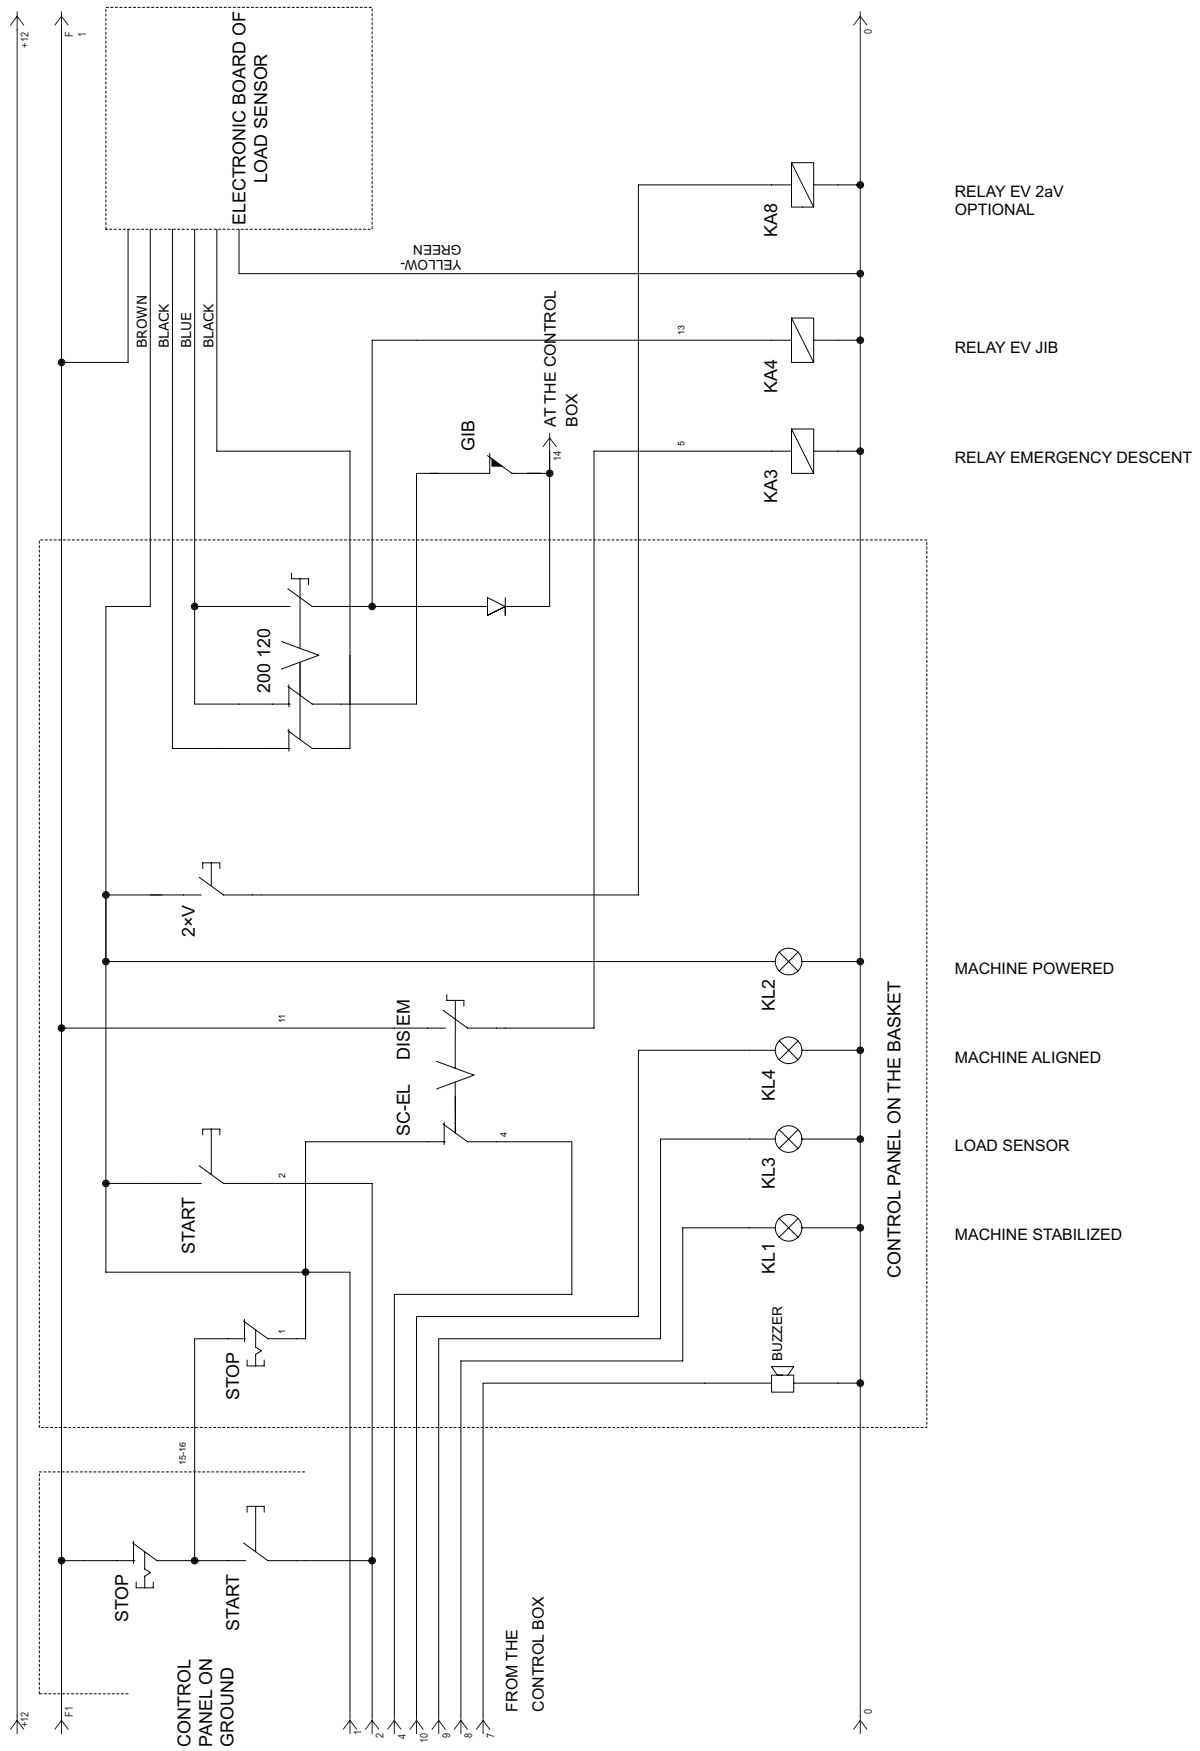 +12
F
1
0
ELECTRONIC BOARD OF
LOAD SENSOR
BROWN
BLACK
BLUE
BLACK
YELLOW-
GREEN
KA8
RELAY EV 2aV
OPTIONAL
13
KA4
RELAY EV JIB
AT THE CONTROL
BOX
GIB
14
5
KA3
RELAY EMERGENCY DESCENT
200 120
2×V
KL2
MACHINE POWERED
11
DIS EM
SC-EL
4
KL4
MACHINE ALIGNED
START
2
KL3
LOAD SENSOR
KL1
MACHINE STABILIZED
CONTROL PANEL ON THE BASKET
STOP
1
BUZZER
15-16
STOP
START
CONTROL
PANEL ON
GROUND
FROM THE
CONTROL BOX
+12
F1
1
2
4
10
9
8
7
0